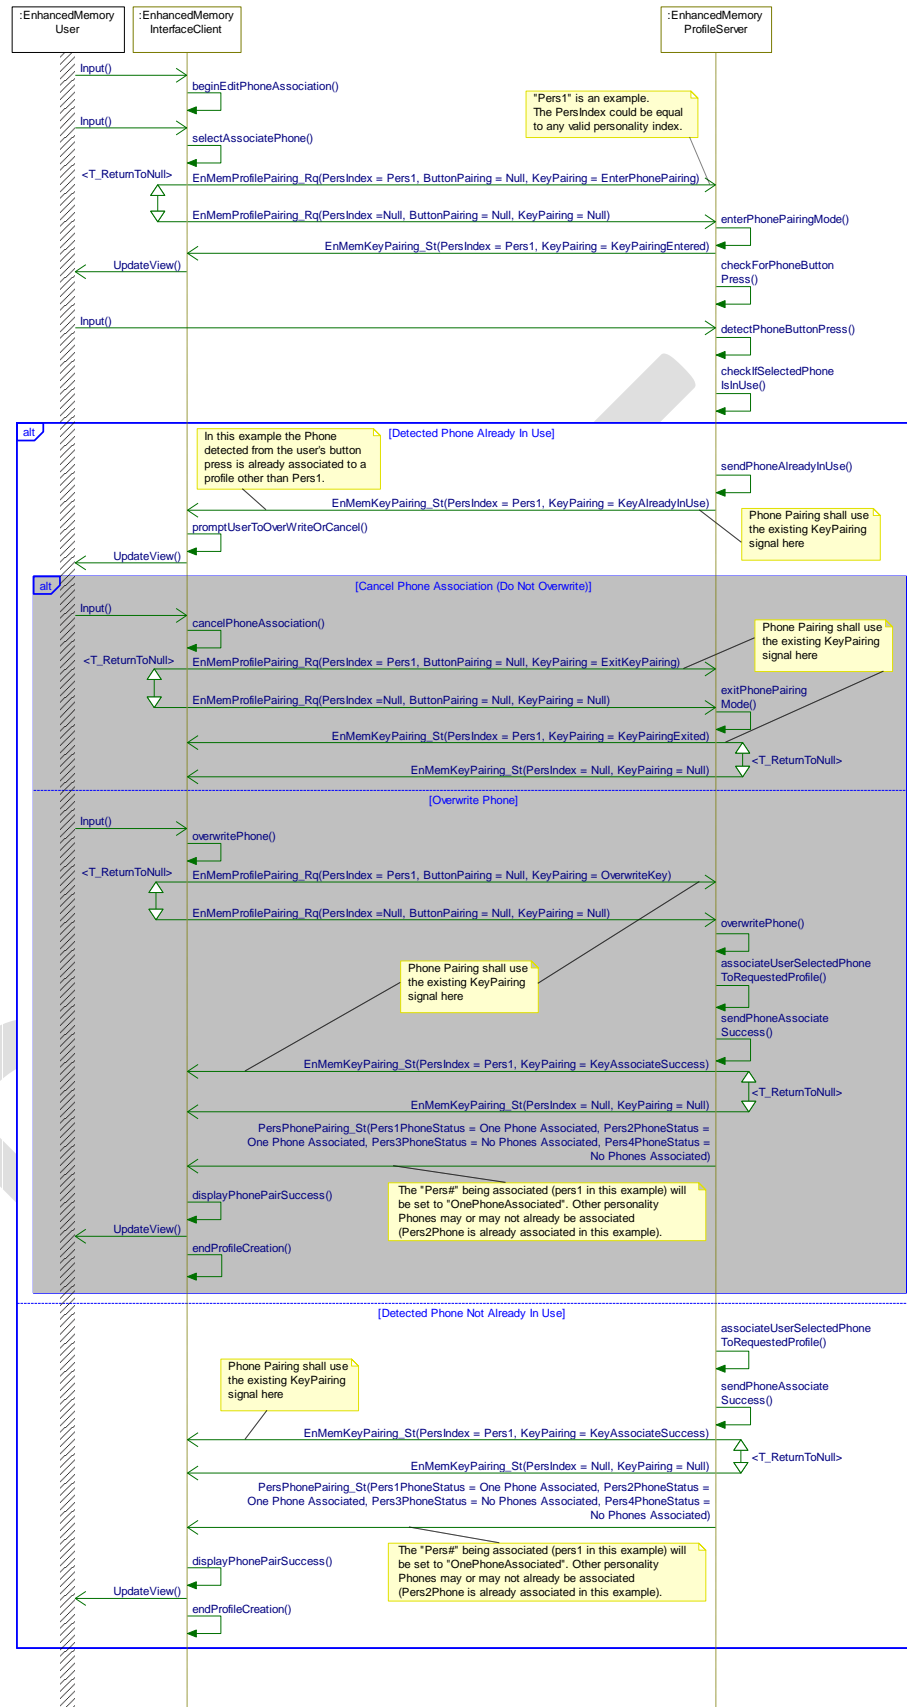 :EnhancedMemory
User
:EnhancedMemory
InterfaceClient
:EnhancedMemory
ProfileServer
Input()
beginEditPhoneAssociation()
"Pers1" is an example.
The PersIndex could be equal
to any valid personality index.
Input()
selectAssociatePhone()
<T_ReturnToNull>
EnMemProfilePairing_Rq(PersIndex = Pers1, ButtonPairing = Null, KeyPairing = EnterPhonePairing)
EnMemProfilePairing_Rq(PersIndex =Null, ButtonPairing = Null, KeyPairing = Null)
enterPhonePairingMode()
EnMemKeyPairing_St(PersIndex = Pers1, KeyPairing = KeyPairingEntered)
UpdateView()
checkForPhoneButton
Press()
Input()
detectPhoneButtonPress()
checkIfSelectedPhone
IsInUse()
alt
[Detected Phone Already In Use]
In this example the Phone
detected from the user's button
press is already associated to a
profile other than Pers1.
sendPhoneAlreadyInUse()
EnMemKeyPairing_St(PersIndex = Pers1, KeyPairing = KeyAlreadyInUse)
Phone Pairing shall use
the existing KeyPairing
signal here
promptUserToOverWriteOrCancel()
UpdateView()
alt
[Cancel Phone Association (Do Not Overwrite)]
Input()
cancelPhoneAssociation()
Phone Pairing shall use
the existing KeyPairing
signal here
<T_ReturnToNull>
EnMemProfilePairing_Rq(PersIndex = Pers1, ButtonPairing = Null, KeyPairing = ExitKeyPairing)
EnMemProfilePairing_Rq(PersIndex =Null, ButtonPairing = Null, KeyPairing = Null)
exitPhonePairing
Mode()
EnMemKeyPairing_St(PersIndex = Pers1, KeyPairing = KeyPairingExited)
<T_ReturnToNull>
EnMemKeyPairing_St(PersIndex = Null, KeyPairing = Null)
[Overwrite Phone]
Input()
overwritePhone()
<T_ReturnToNull>
EnMemProfilePairing_Rq(PersIndex = Pers1, ButtonPairing = Null, KeyPairing = OverwriteKey)
EnMemProfilePairing_Rq(PersIndex =Null, ButtonPairing = Null, KeyPairing = Null)
overwritePhone()
Phone Pairing shall use
the existing KeyPairing
signal here
associateUserSelectedPhone
ToRequestedProfile()
sendPhoneAssociate
Success()
EnMemKeyPairing_St(PersIndex = Pers1, KeyPairing = KeyAssociateSuccess)
<T_ReturnToNull>
EnMemKeyPairing_St(PersIndex = Null, KeyPairing = Null)
PersPhonePairing_St(Pers1PhoneStatus = One Phone Associated, Pers2PhoneStatus =
One Phone Associated, Pers3PhoneStatus = No Phones Associated, Pers4PhoneStatus =
No Phones Associated)
The "Pers#" being associated (pers1 in this example) will
be set to "OnePhoneAssociated". Other personality
Phones may or may not already be associated
(Pers2Phone is already associated in this example).
displayPhonePairSuccess()
UpdateView()
endProfileCreation()
[Detected Phone Not Already In Use]
associateUserSelectedPhone
ToRequestedProfile()
Phone Pairing shall use
the existing KeyPairing
signal here
sendPhoneAssociate
Success()
EnMemKeyPairing_St(PersIndex = Pers1, KeyPairing = KeyAssociateSuccess)
<T_ReturnToNull>
EnMemKeyPairing_St(PersIndex = Null, KeyPairing = Null)
PersPhonePairing_St(Pers1PhoneStatus = One Phone Associated, Pers2PhoneStatus =
One Phone Associated, Pers3PhoneStatus = No Phones Associated, Pers4PhoneStatus =
No Phones Associated)
The "Pers#" being associated (pers1 in this example) will
be set to "OnePhoneAssociated". Other personality
Phones may or may not already be associated
(Pers2Phone is already associated in this example).
displayPhonePairSuccess()
UpdateView()
endProfileCreation()